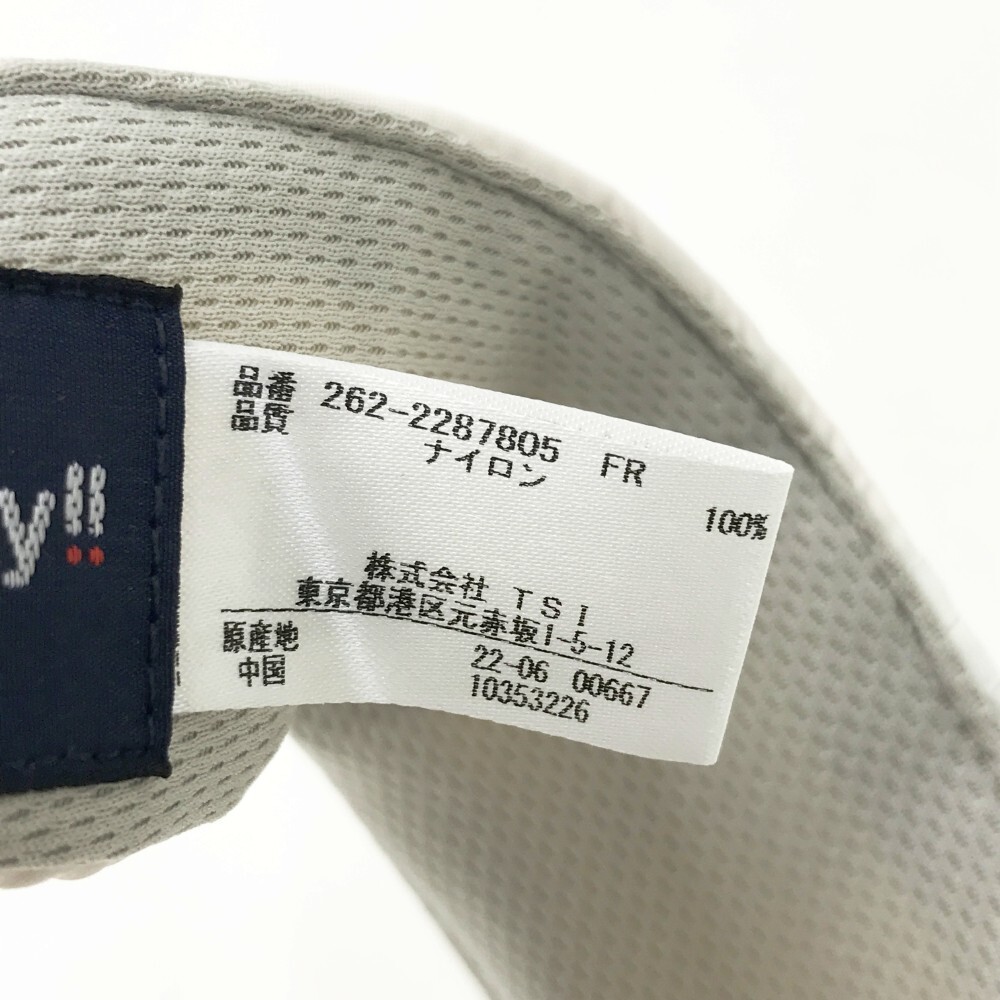 y!!
品番 262-2287805 FR
品質 ナイロン 100%
株式会社 TSI
東京都港区元赤坂1-5-12
原産地 22-06 00667
中国 10353226